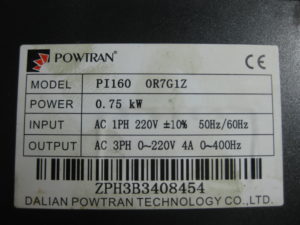 POWTRAN CE
MODEL PI160 0R7G1Z
POWER 0.75 kW
INPUT AC 1PH 220V ±10% 50Hz/60Hz
OUTPUT AC 3PH 0~220V 4A 0~400Hz
ZPH3B3408454
DALIAN POWTRAN TECHNOLOGY CO.,LTD.